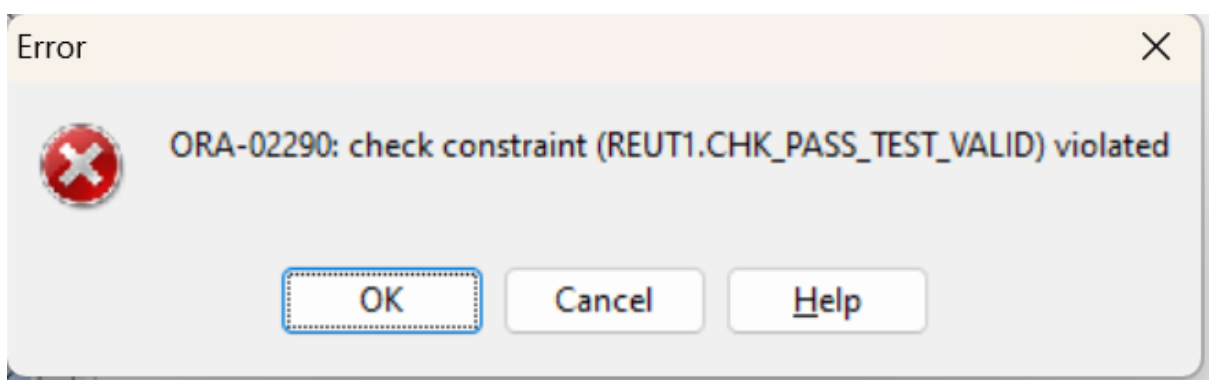 Error
ORA-02290: check constraint (REUT1.CHK_PASS_TEST_VALID) violated
OK
Cancel
Help